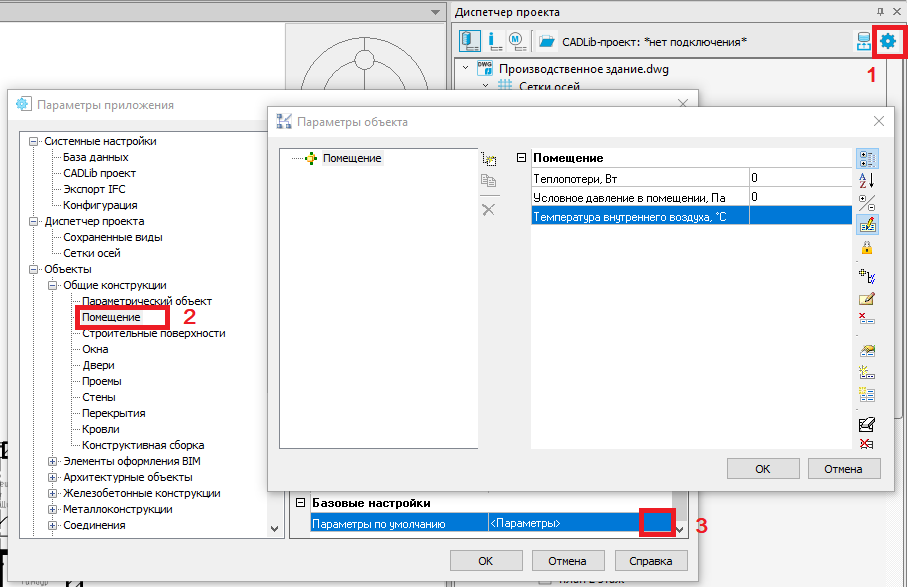 Диспетчер проекта
CADLib-проект: *нет подключения*
1
Производственное здание.dwg
Сетки осей
Параметры приложения
Системные настройки
База данных
CADLib проект
Экспорт IFC
Конфигурация
Диспетчер проекта
Сохраненные виды
Сетки осей
Объекты
Общие конструкции
Параметрический объект
Помещение
2
Строительные поверхности
Окна
Двери
Проемы
Стены
Перекрытия
Кровли
Конструктивная сборка
Элементы оформления BIM
Архитектурные объекты
Железобетонные конструкции
Металлоконструкции
Соединения
Параметры объекта
Помещение
Помещение
Теплопотери, Вт 0
Условное давление в помещении, Па 0
Температура внутреннего воздуха, °С
ОК Отмена
Базовые настройки
Параметры по умолчанию <Параметры>
3
ОК Отмена Справка